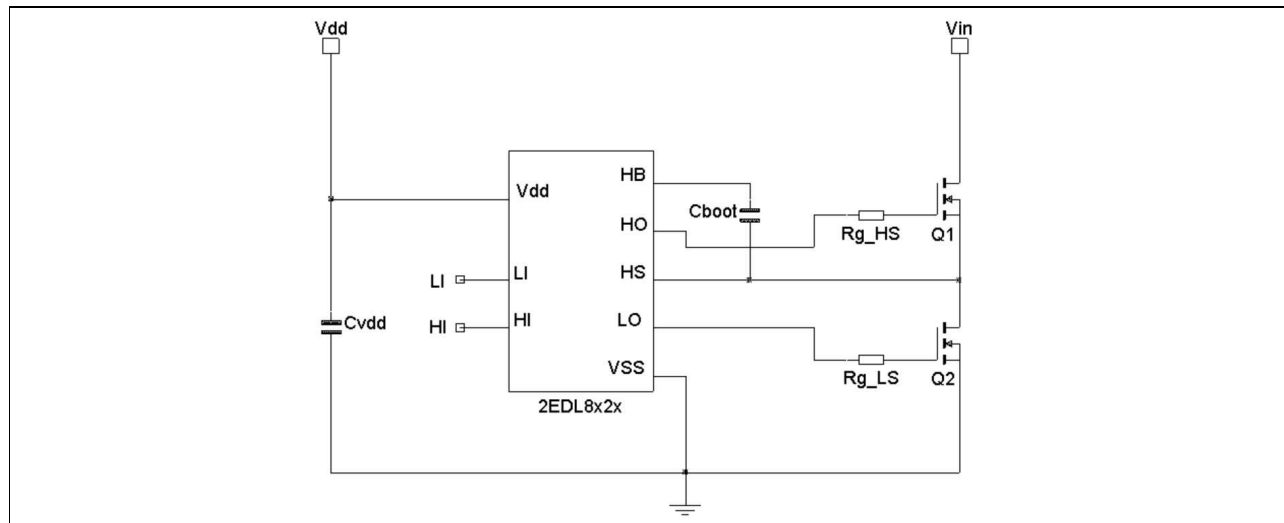 Vdd
Vin
Vdd
HB
Cboot
HO
Rg_HS
Q1
HS
LI
LI
HI
HI
LO
Cvdd
Rg_LS
Q2
VSS
2EDL8x2x